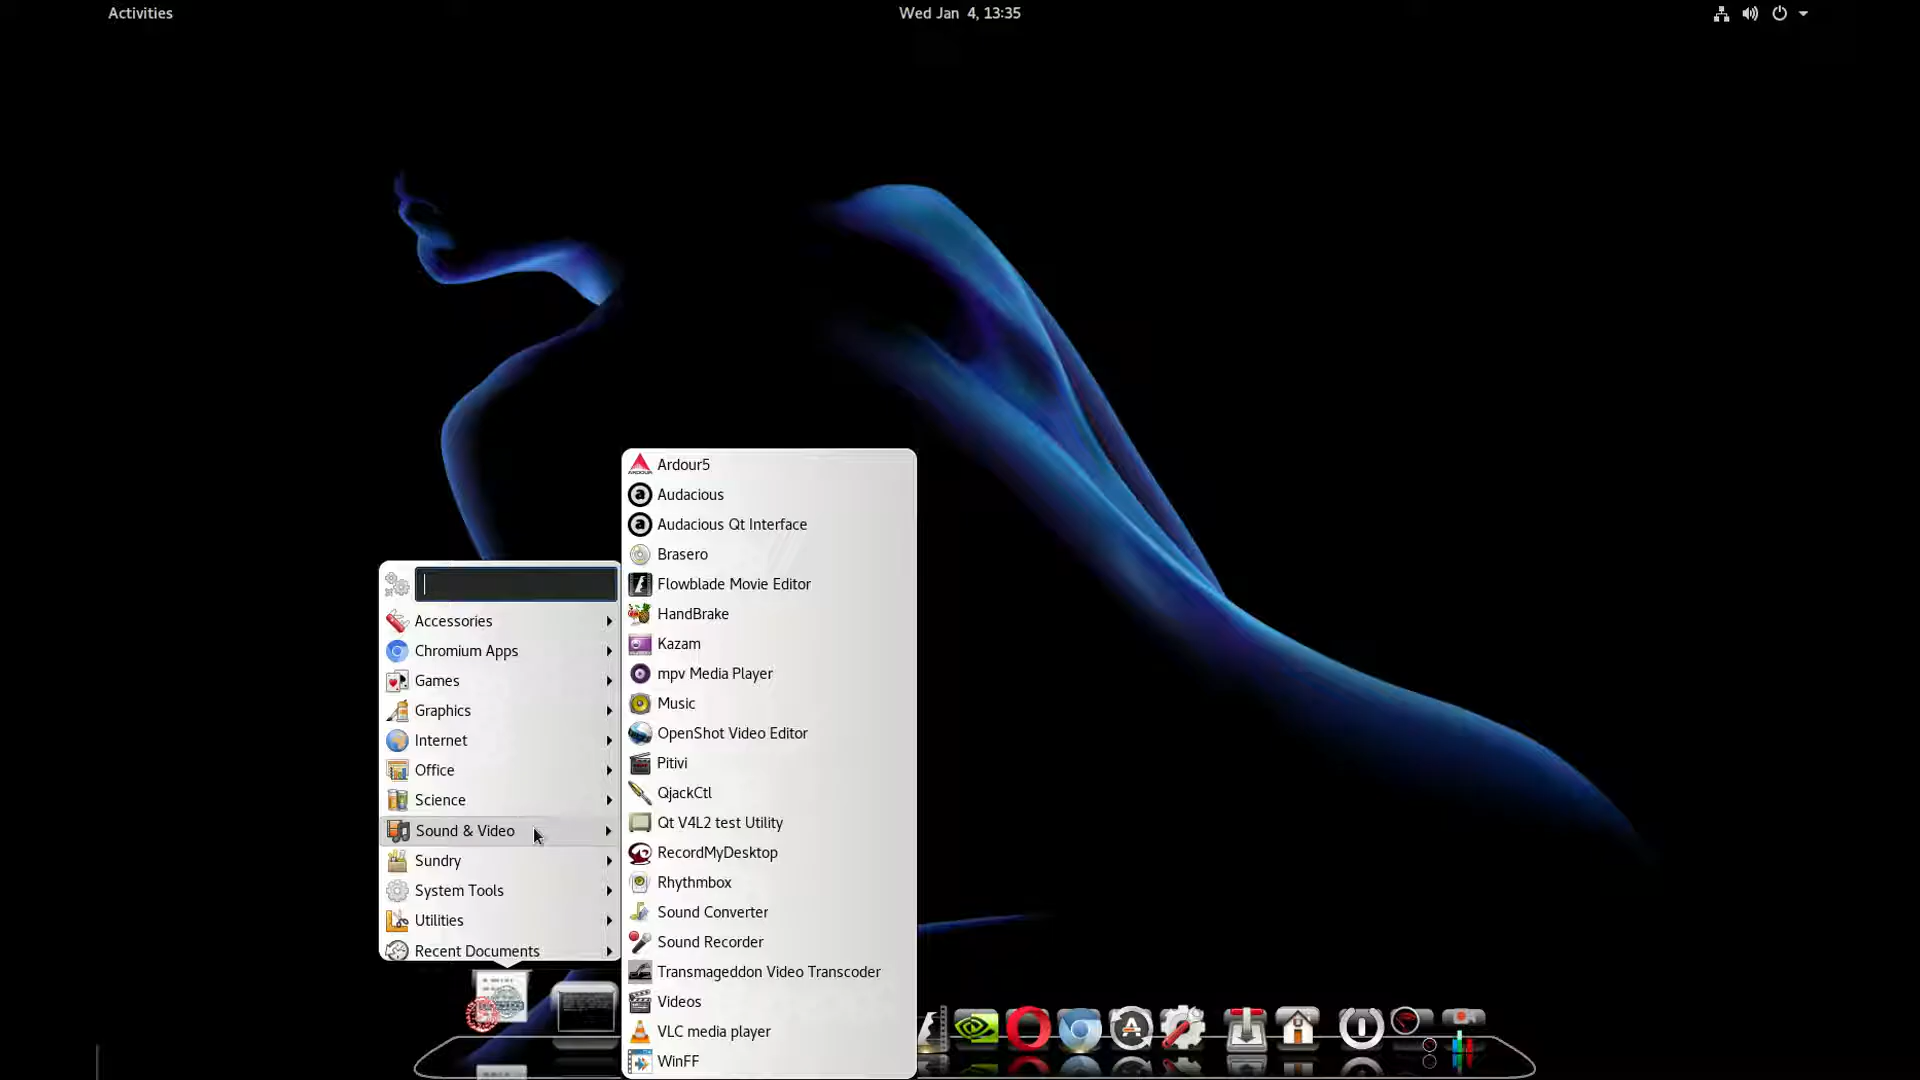 Activities
Wed Jan 4, 13:35
Accessories
Chromium Apps
Games
Graphics
Internet
Office
Science
Sound & Video
Sundry
System Tools
Utilities
Recent Documents
Ardour5
Audacious
Audacious Qt Interface
Brasero
Flowblade Movie Editor
HandBrake
Kazam
mpv Media Player
Music
OpenShot Video Editor
Pitivi
QjackCtl
Qt V4L2 test Utility
RecordMyDesktop
Rhythmbox
Sound Converter
Sound Recorder
Transmageddon Video Transcoder
Videos
VLC media player
WinFF